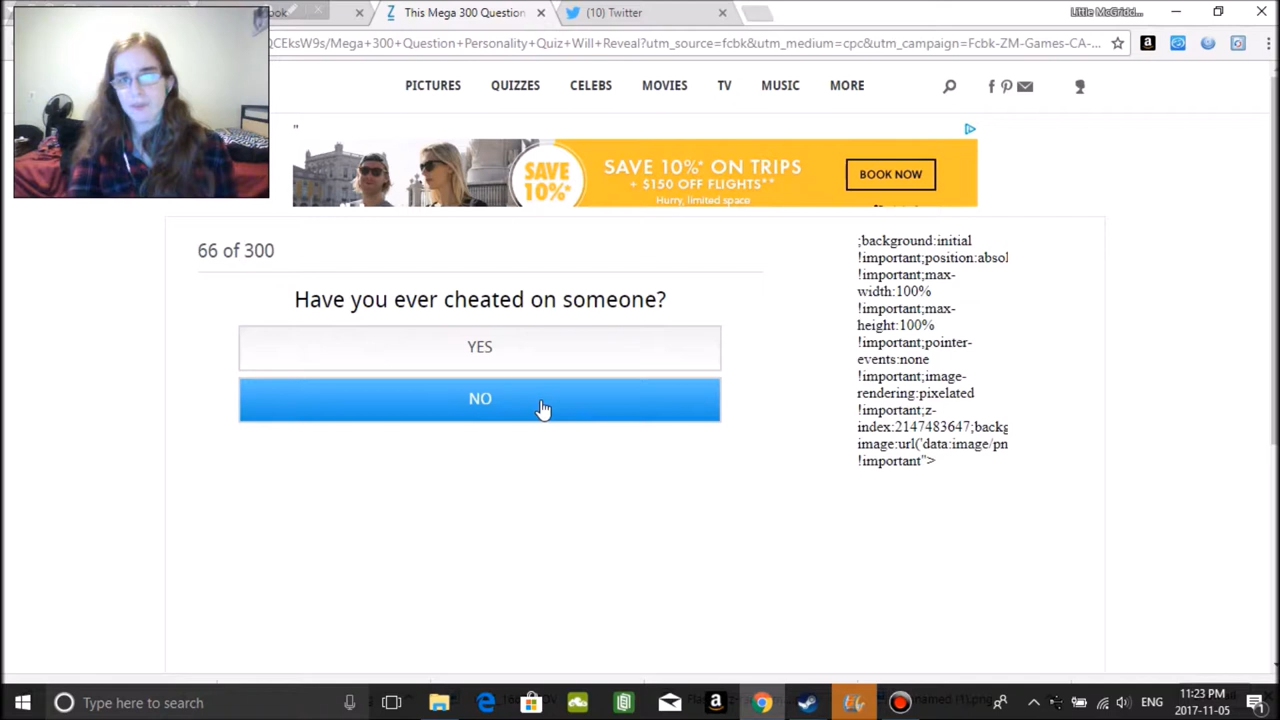 ook
This Mega 300 Question
(10) Twitter
Little McGridd...
QCEksW9s/Mega+300+Question+Personality+Quiz+Will+Reveal?utm_source=fcbk&utm_medium=cpc&utm_campaign=Fcbk-ZM-Games-CA-...
PICTURES QUIZZES CELEBS MOVIES TV MUSIC MORE
"
SAVE 10%*
SAVE 10%* ON TRIPS
+ $150 OFF FLIGHTS**
Hurry, limited space
BOOK NOW
66 of 300
Have you ever cheated on someone?
YES
NO
;background:initial
!important;position:absol
!important;max-
width:100%
!important;max-
height:100%
!important;pointer-
events:none
!important;image-
rendering:pixelated
!important;z-
index:2147483647;backg
image:url('data:image/pn
!important">
Type here to search
ENG
11:23 PM
2017-11-05